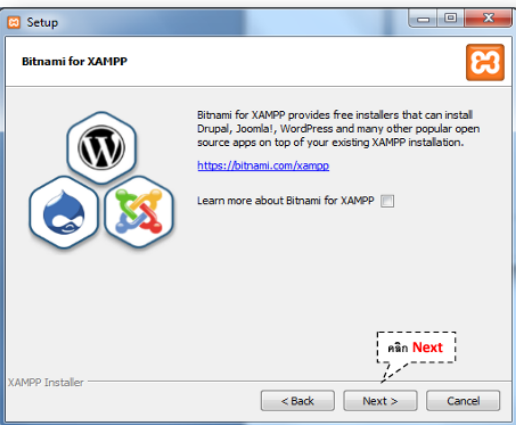 Setup
Bitnami for XAMPP
Bitnami for XAMPP provides free installers that can install
Drupal, Joomla!, WordPress and many other popular open
source apps on top of your existing XAMPP installation.
https://bitnami.com/xampp
Learn more about Bitnami for XAMPP
คลิก Next
XAMPP Installer
< Back
Next >
Cancel